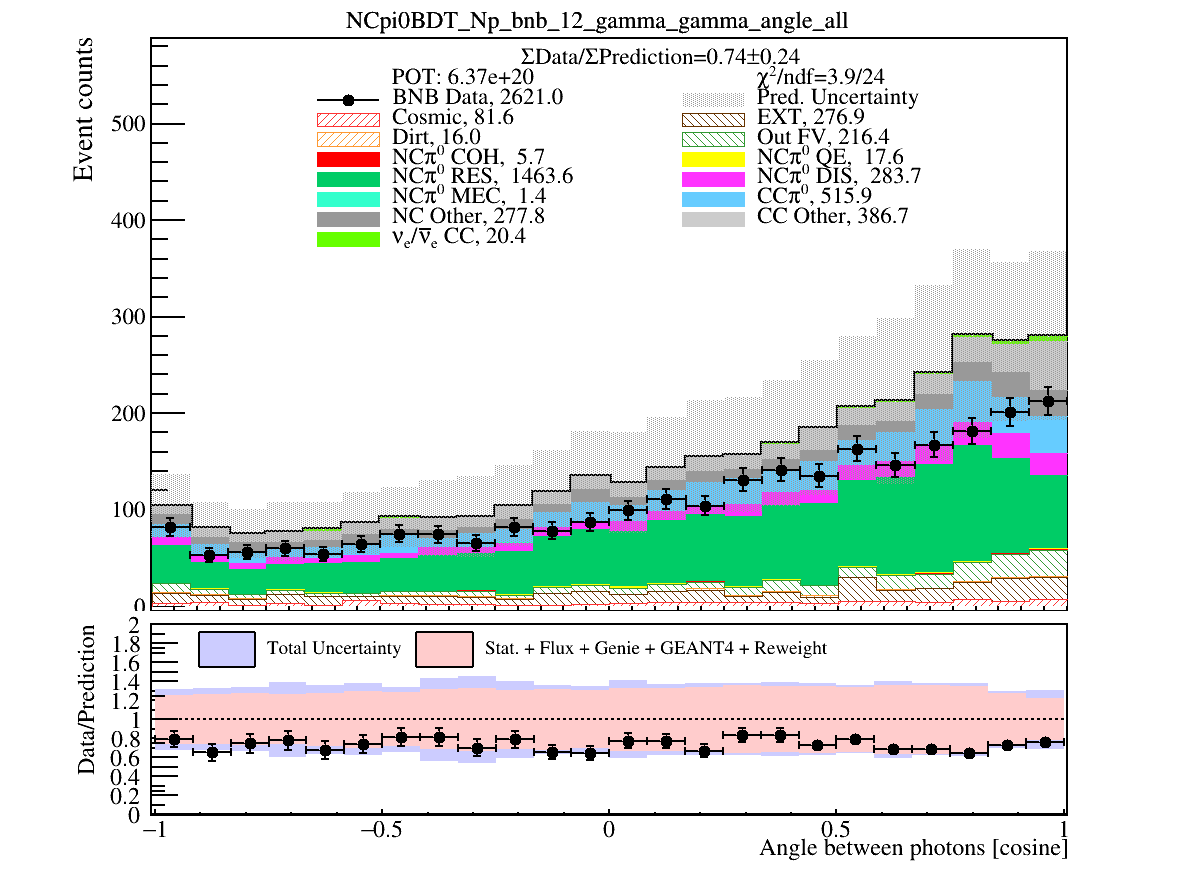 NCpi0BDT_Np_bnb_12_gamma_gamma_angle_all
ΣData/ΣPrediction=0.74±0.24
POT: 6.37e+20
χ²/ndf=3.9/24
BNB Data, 2621.0
Pred. Uncertainty
Cosmic, 81.6
EXT, 276.9
Dirt, 16.0
Out FV, 216.4
NCπ⁰ COH, 5.7
NCπ⁰ QE, 17.6
NCπ⁰ RES, 1463.6
NCπ⁰ DIS, 283.7
NCπ⁰ MEC, 1.4
CCπ⁰, 515.9
NC Other, 277.8
CC Other, 386.7
νₑ/ν̅ₑ CC, 20.4
Event counts
500
400
300
200
100
0
Total Uncertainty
Stat. + Flux + Genie + GEANT4 + Reweight
Data/Prediction
2
1.8
1.6
1.4
1.2
1
0.8
0.6
0.4
0.2
0
−1
−0.5
0
0.5
1
Angle between photons [cosine]